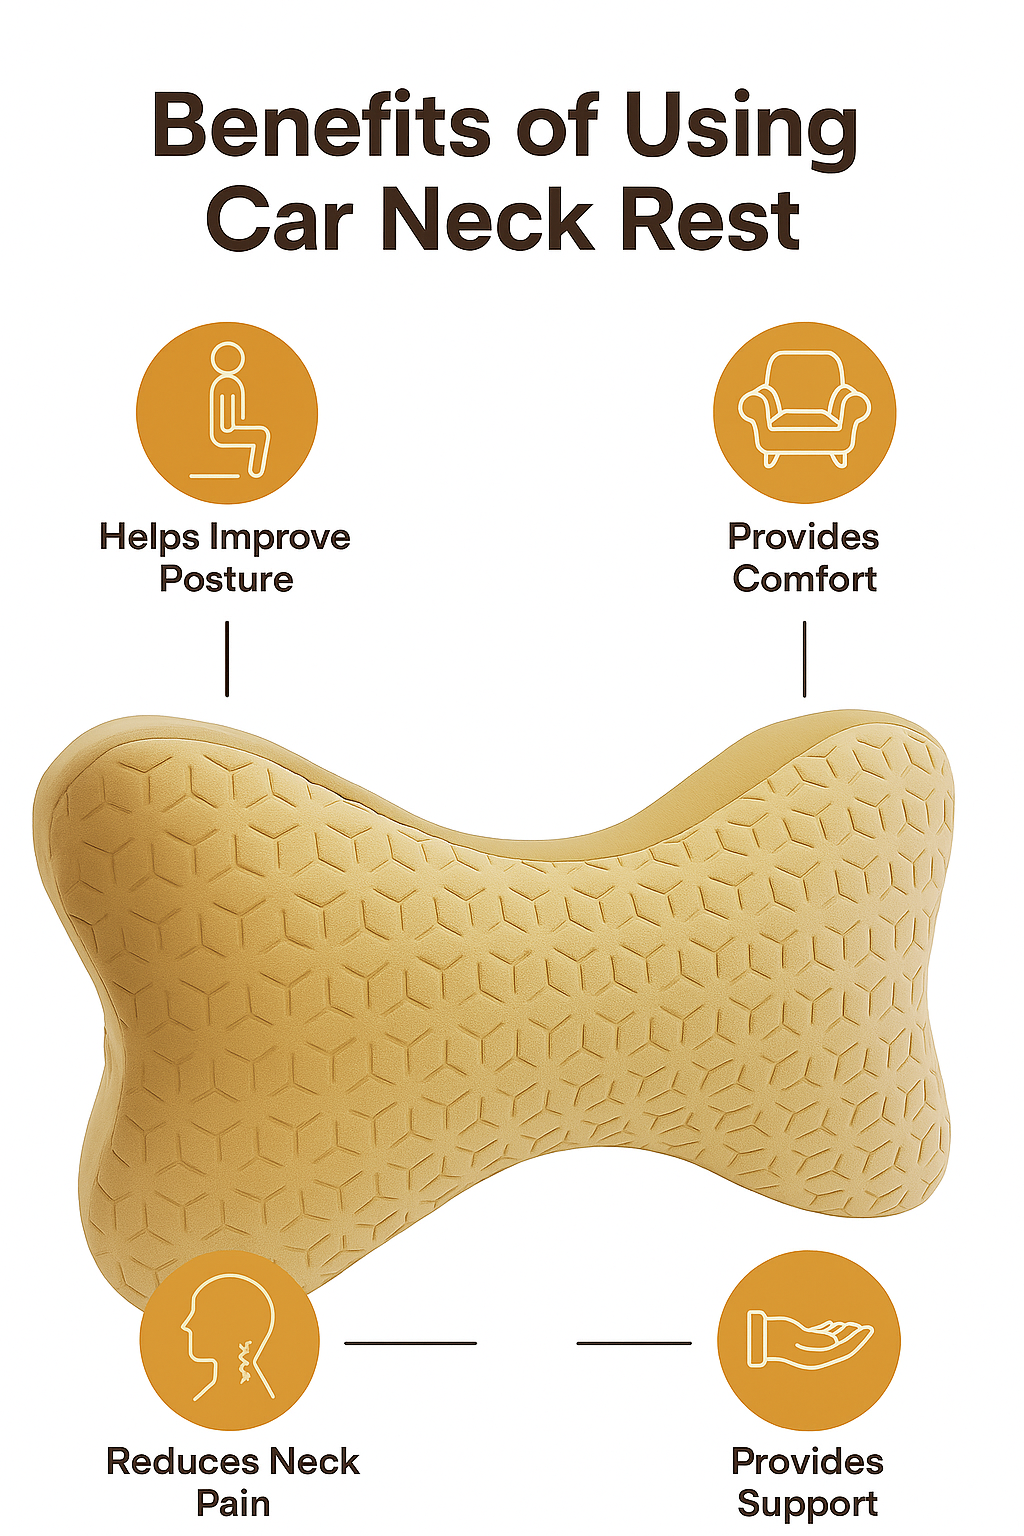 Benefits of Using
Car Neck Rest
Helps Improve
Posture
Provides
Comfort
Reduces Neck
Pain
Provides
Support